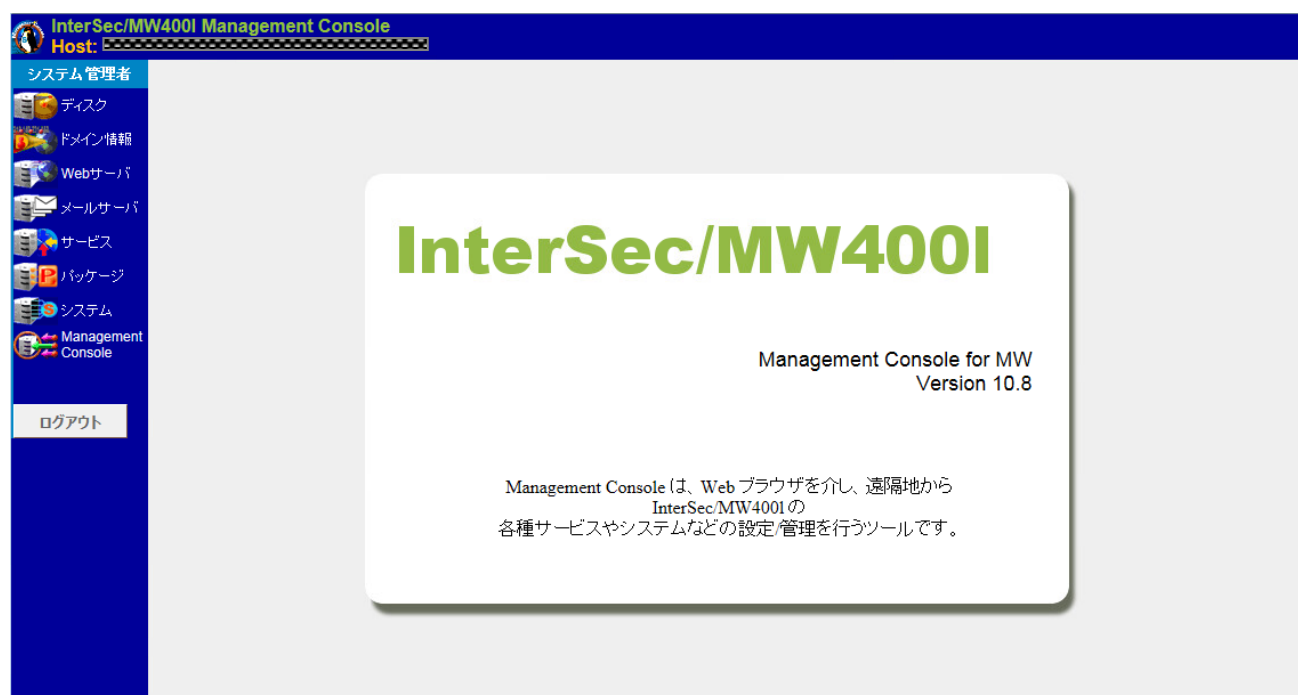 InterSec/MW400I Management Console
Host:
システム管理者
ディスク
ドメイン情報
Webサーバ
メールサーバ
サービス
パッケージ
システム
Management
Console
ログアウト
InterSec/MW400I
Management Console for MW
Version 10.8
Management Console は、Web ブラウザを介し、遠隔地から
InterSec/MW400I の
各種サービスやシステムなどの設定/管理を行うツールです。